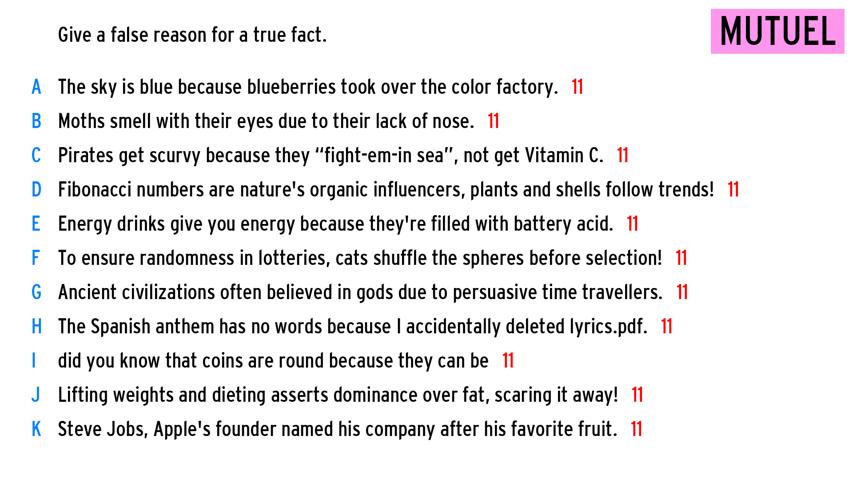 Give a false reason for a true fact.
MUTUEL
A The sky is blue because blueberries took over the color factory. 11
B Moths smell with their eyes due to their lack of nose. 11
C Pirates get scurvy because they “fight-em-in sea”, not get Vitamin C. 11
D Fibonacci numbers are nature's organic influencers, plants and shells follow trends! 11
E Energy drinks give you energy because they're filled with battery acid. 11
F To ensure randomness in lotteries, cats shuffle the spheres before selection! 11
G Ancient civilizations often believed in gods due to persuasive time travellers. 11
H The Spanish anthem has no words because I accidentally deleted lyrics.pdf. 11
I did you know that coins are round because they can be 11
J Lifting weights and dieting asserts dominance over fat, scaring it away! 11
K Steve Jobs, Apple's founder named his company after his favorite fruit. 11